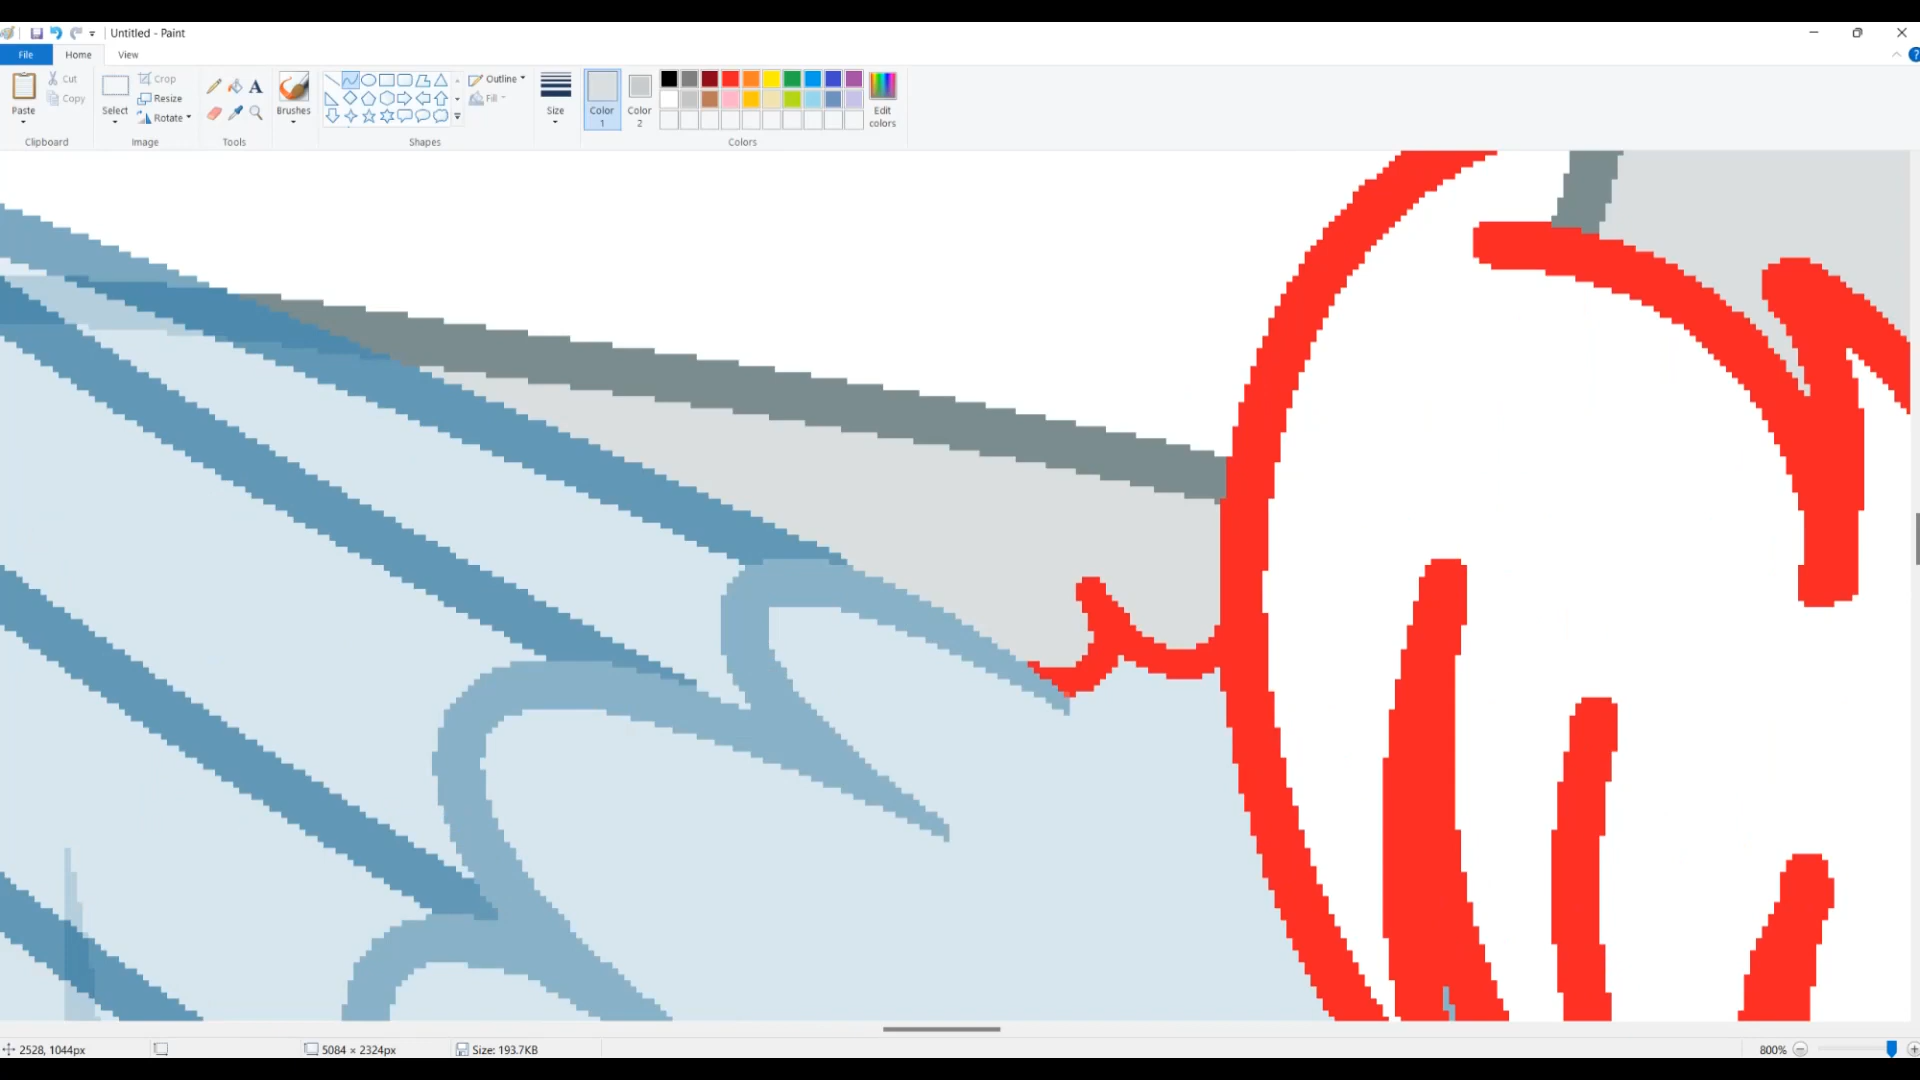 Untitled - Paint
File Home View
Paste
Cut
Copy
Clipboard
Select
Crop
Resize
Rotate
Image
A
Tools
Brushes
Outline
Fill
Shapes
Size
Color 1
Color 2
Edit colors
Colors
2528, 1044px 5084 × 2324px Size: 193.7KB 800%